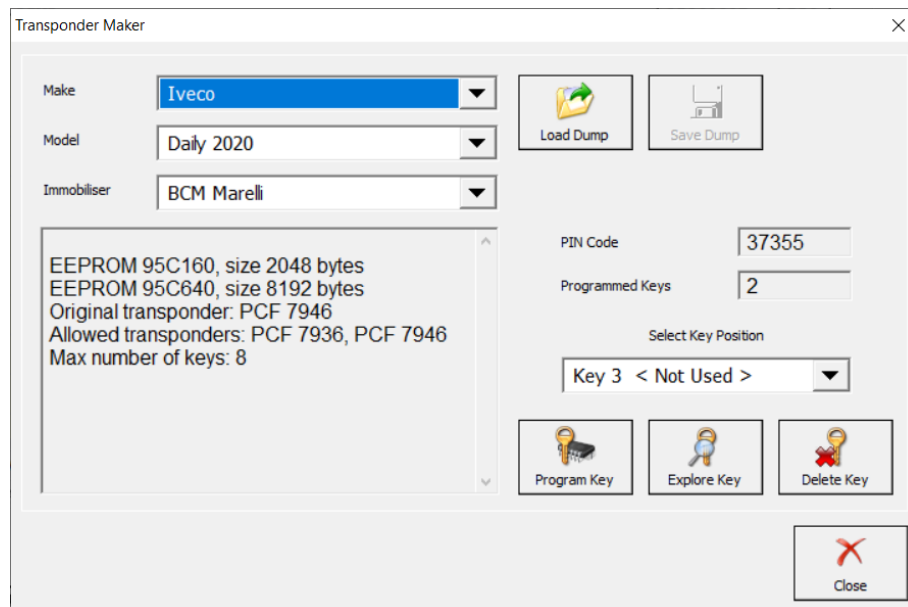 Transponder Maker
Make
Iveco
Model
Daily 2020
Immobiliser
BCM Marelli
Load Dump
Save Dump
EEPROM 95C160, size 2048 bytes
EEPROM 95C640, size 8192 bytes
Original transponder: PCF 7946
Allowed transponders: PCF 7936, PCF 7946
Max number of keys: 8
PIN Code
37355
Programmed Keys
2
Select Key Position
Key 3 < Not Used >
Program Key
Explore Key
Delete Key
Close